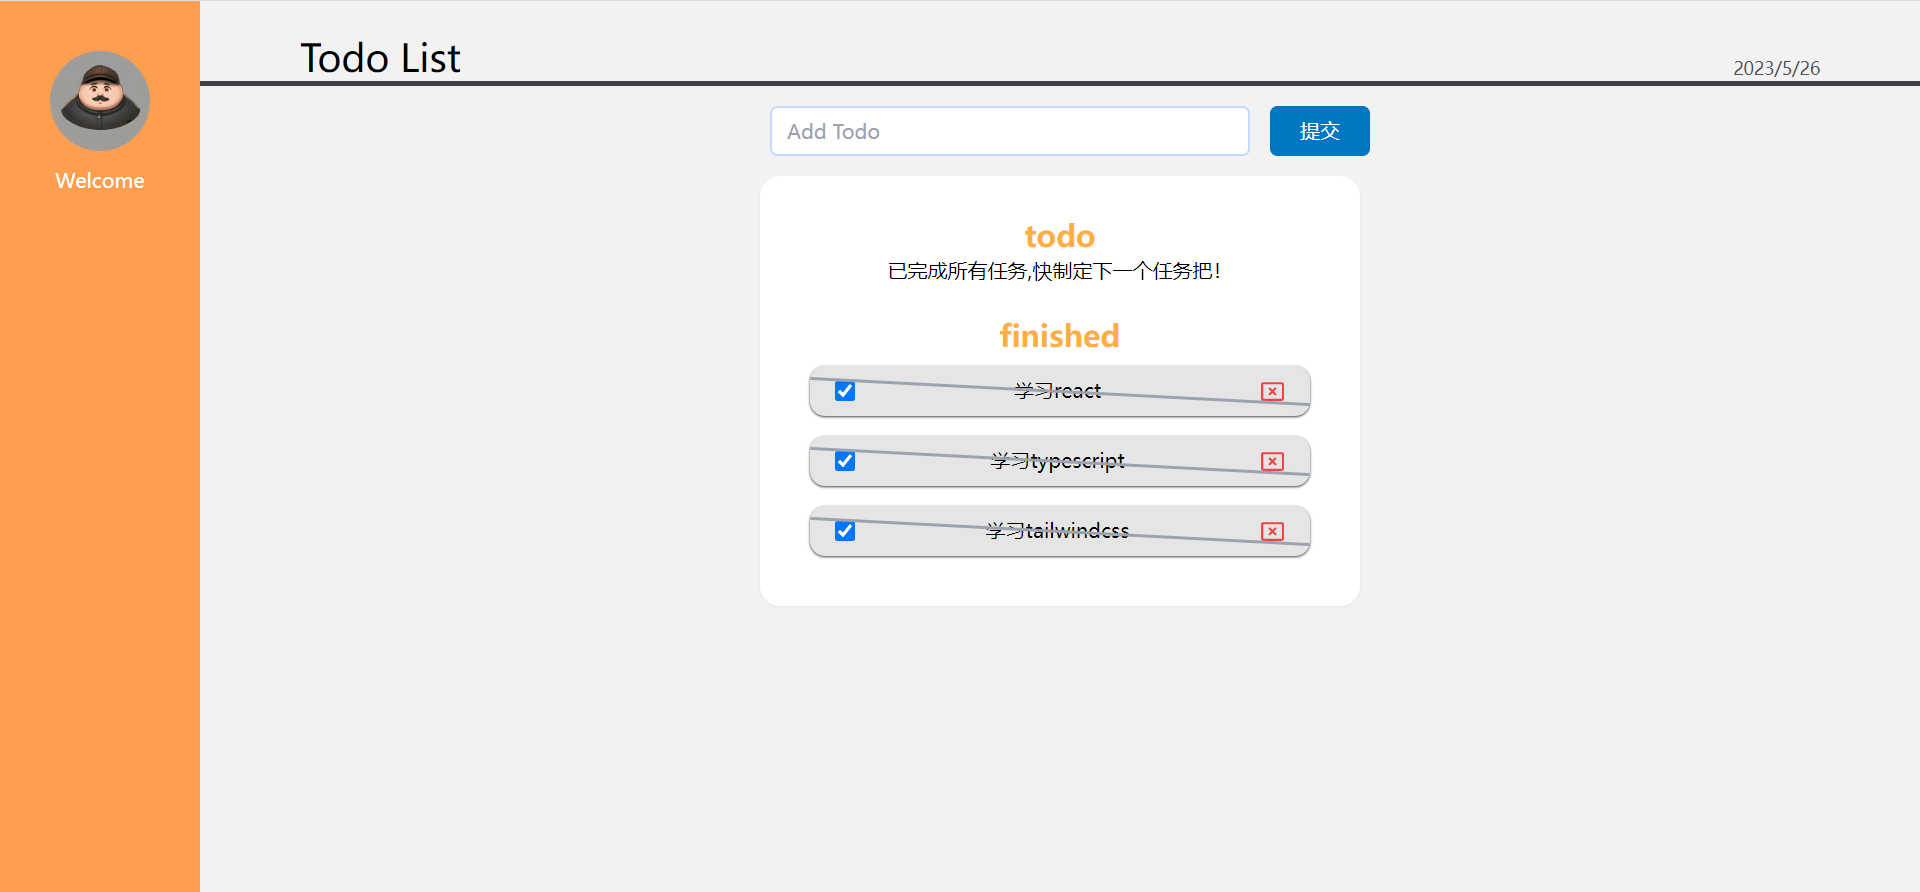 Todo List
2023/5/26
Welcome
Add Todo
提交
todo
已完成所有任务,快制定下一个任务把!
finished
学习react
学习typescript
学习tailwindcss